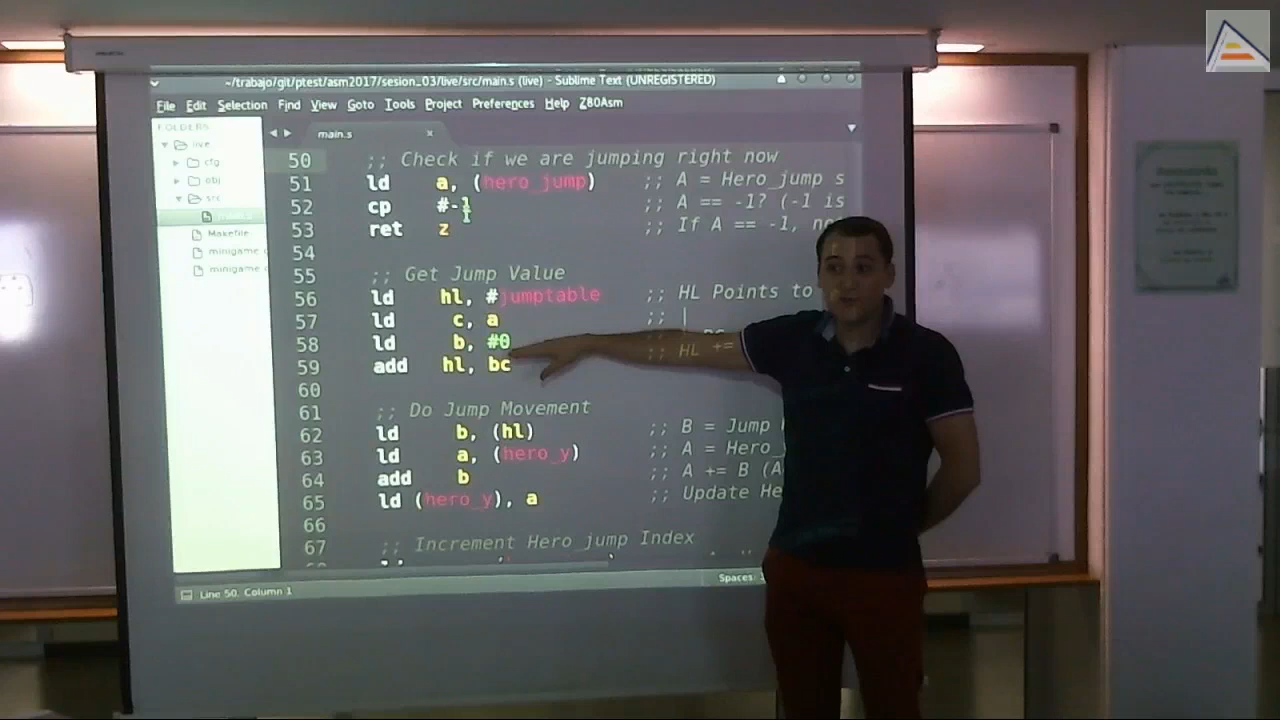 ~/trabajo/git/ptest/asm2017/sesion_03/live/src/main.s (live) - Sublime Text (UNREGISTERED)
File Edit Selection Find View Goto Tools Project Preferences Help Z80Asm
FOLDERS
main.s x
live
cfg
obj
src
main.s
Makefile
minigame
minigame
50 ;; Check if we are jumping right now
51 ld a, (hero_jump) ;; A = Hero_jump s
52 cp #-1 ;; A == -1? (-1 is
53 ret z ;; If A == -1, no
54
55 ;; Get Jump Value
56 ld hl, #jumptable ;; HL Points to
57 ld c, a ;; |
58 ld b, #0
59 add hl, bc ;; HL +=
60
61 ;; Do Jump Movement
62 ld b, (hl) ;; B = Jump
63 ld a, (hero_y) ;; A = Hero_
64 add b ;; A += B (A
65 ld (hero_y), a ;; Update He
66
67 ;; Increment Hero_jump Index
Line 50, Column 1
Spaces: